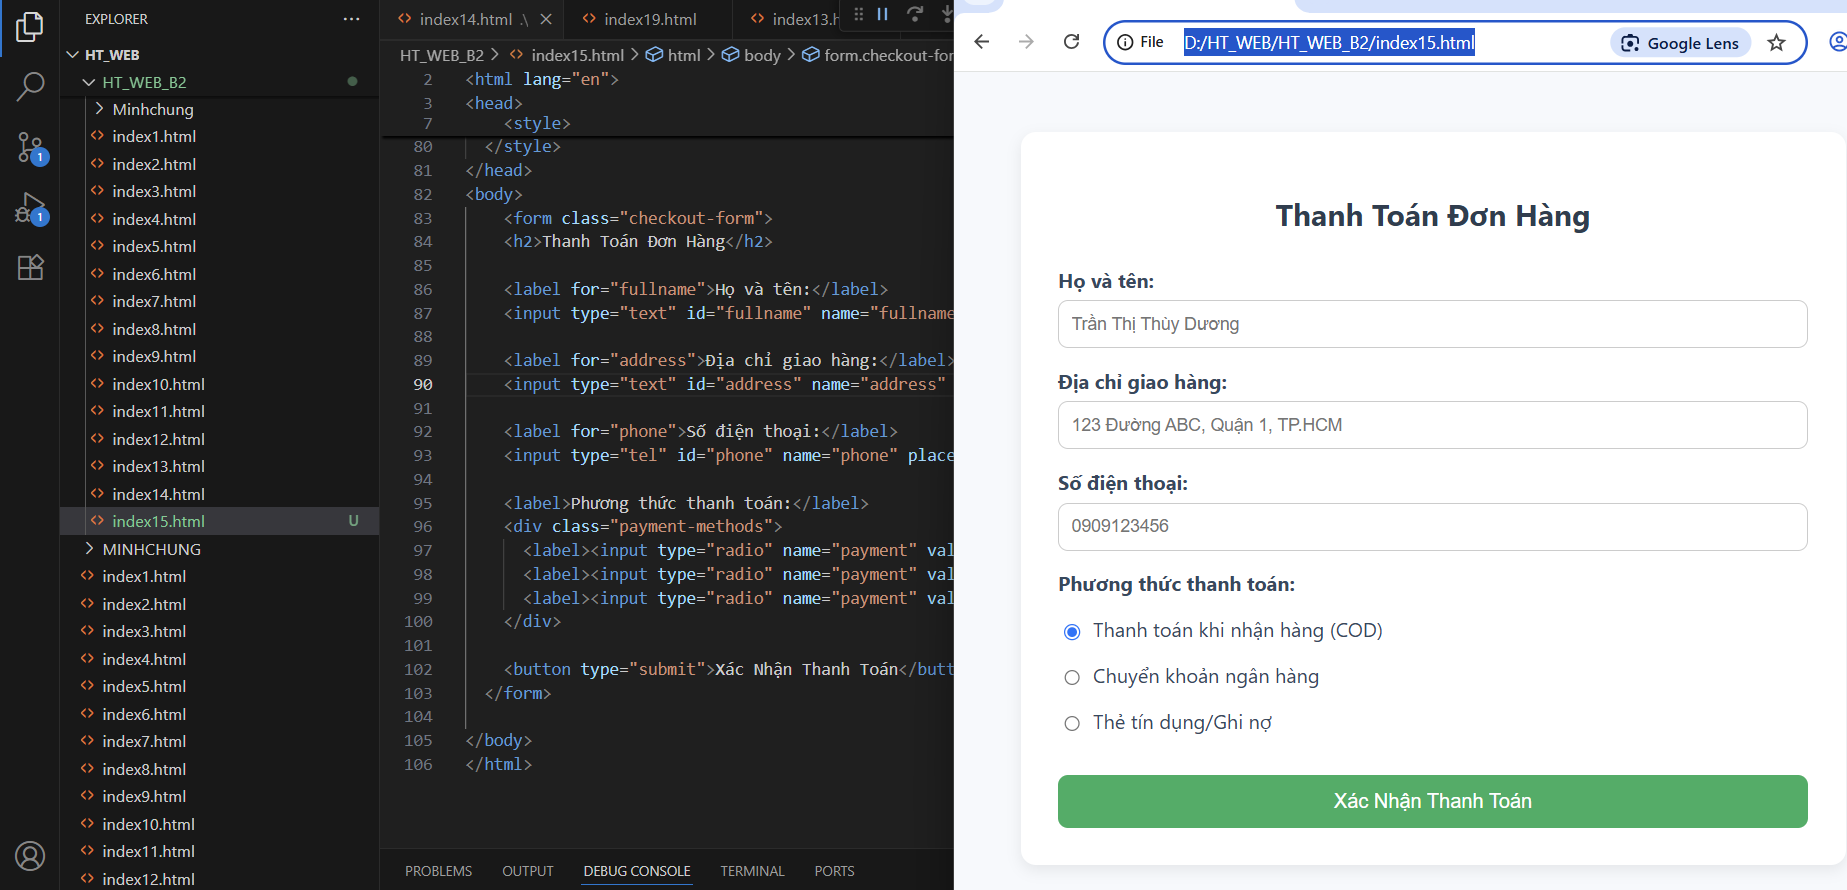 EXPLORER
HT_WEB
HT_WEB_B2
Minhchung
index1.html
index2.html
index3.html
index4.html
index5.html
index6.html
index7.html
index8.html
index9.html
index10.html
index11.html
index12.html
index13.html
index14.html
index15.html U
MINHCHUNG
index1.html
index2.html
index3.html
index4.html
index5.html
index6.html
index7.html
index8.html
index9.html
index10.html
index11.html
index12.html
1
1
index14.html .\ index19.html index13.h
HT_WEB_B2 > index15.html > html > body > form.checkout-for
2 <html lang="en">
3 <head>
7 <style>
80 </style>
81 </head>
82 <body>
83 <form class="checkout-form">
84 <h2>Thanh Toán Đơn Hàng</h2>
85
86 <label for="fullname">Họ và tên:</label>
87 <input type="text" id="fullname" name="fullname
88
89 <label for="address">Địa chỉ giao hàng:</label>
90 <input type="text" id="address" name="address"
91
92 <label for="phone">Số điện thoại:</label>
93 <input type="tel" id="phone" name="phone" place
94
95 <label>Phương thức thanh toán:</label>
96 <div class="payment-methods">
97 <label><input type="radio" name="payment" val
98 <label><input type="radio" name="payment" val
99 <label><input type="radio" name="payment" val
100 </div>
101
102 <button type="submit">Xác Nhận Thanh Toán</butt
103 </form>
104
105 </body>
106 </html>
PROBLEMS OUTPUT DEBUG CONSOLE TERMINAL PORTS
File D:/HT_WEB/HT_WEB_B2/index15.html Google Lens
Thanh Toán Đơn Hàng
Họ và tên:
Trần Thị Thùy Dương
Địa chỉ giao hàng:
123 Đường ABC, Quận 1, TP.HCM
Số điện thoại:
0909123456
Phương thức thanh toán:
Thanh toán khi nhận hàng (COD)
Chuyển khoản ngân hàng
Thẻ tín dụng/Ghi nợ
Xác Nhận Thanh Toán